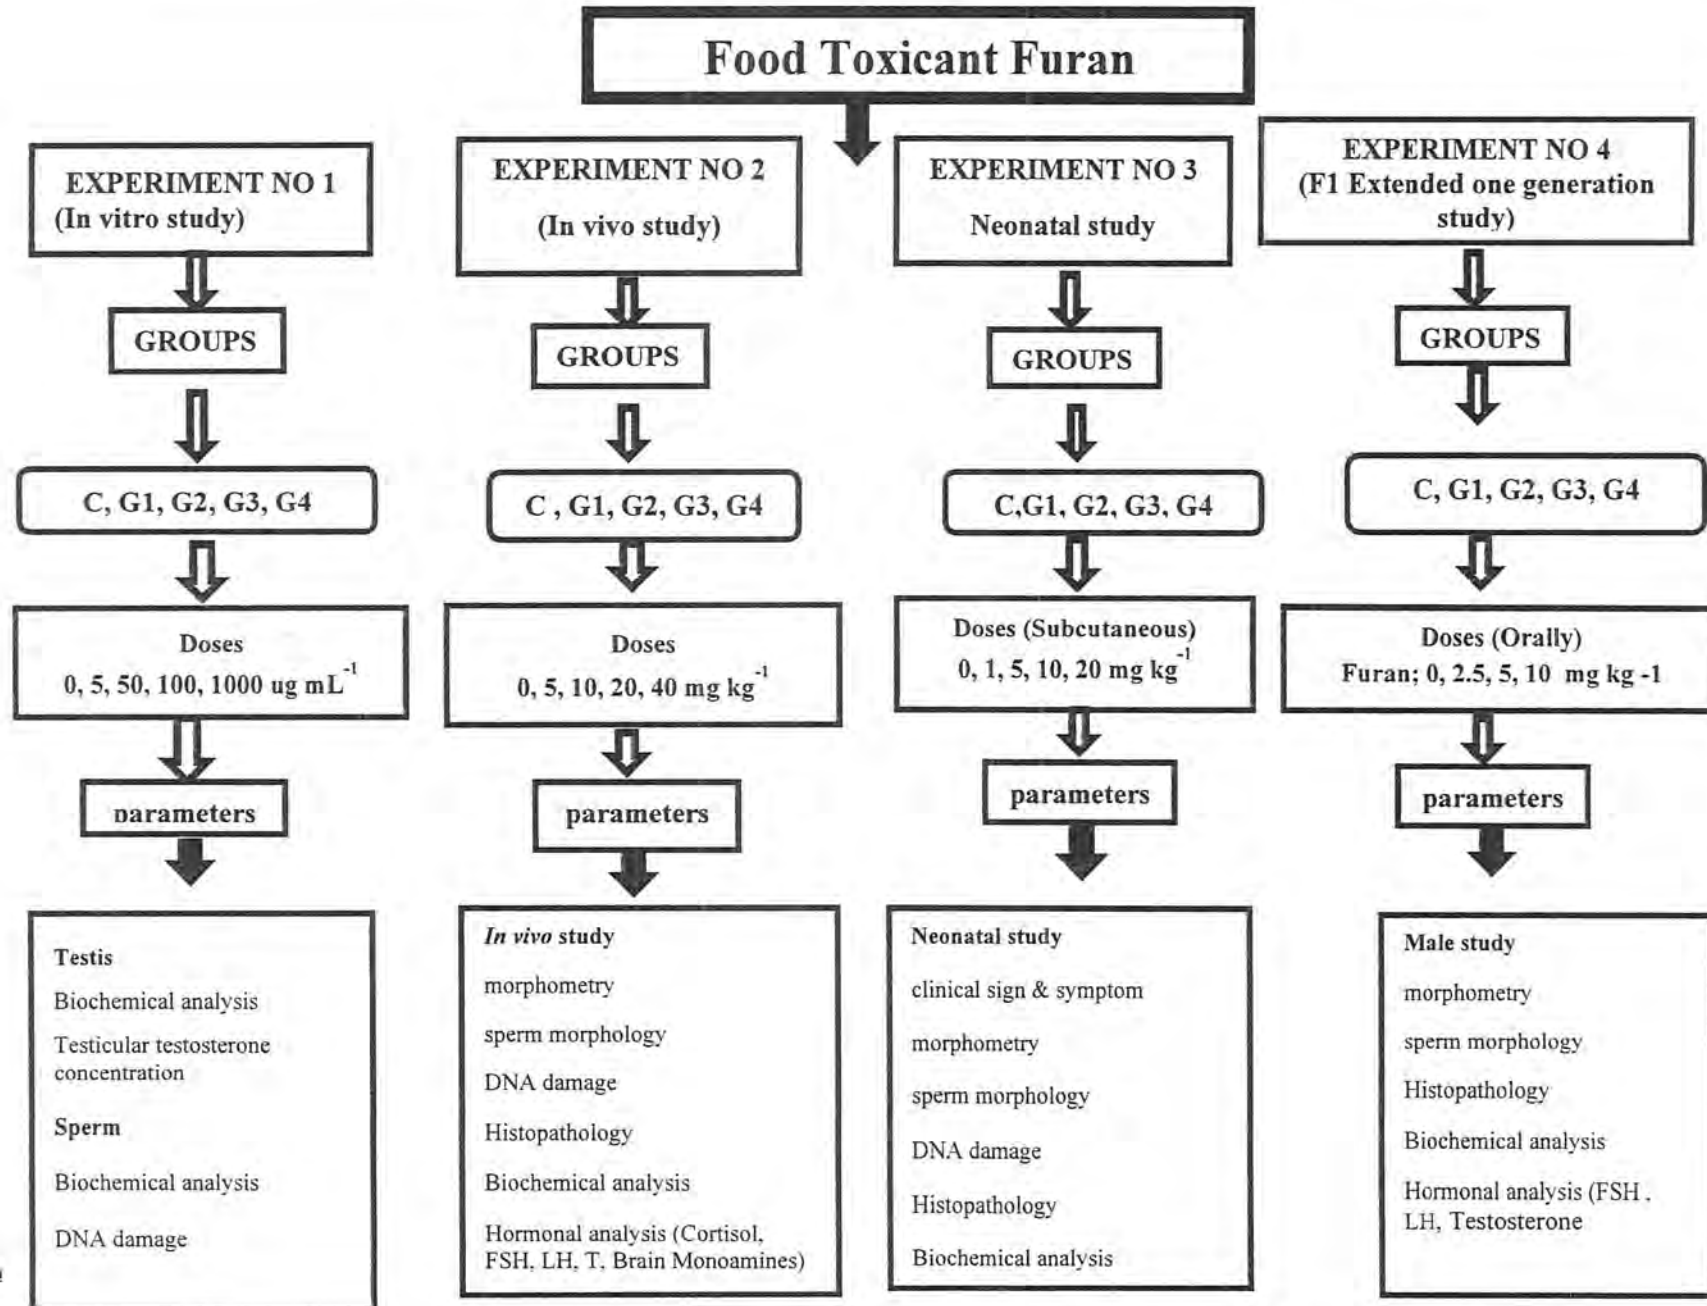 Food Toxicant Furan
EXPERIMENT NO 1
(In vitro study)
GROUPS
C, G1, G2, G3, G4
Doses
0, 5, 50, 100, 1000 ug mL⁻¹
parameters
Testis
Biochemical analysis
Testicular testosterone
concentration
Sperm
Biochemical analysis
DNA damage
EXPERIMENT NO 2
(In vivo study)
GROUPS
C , G1, G2, G3, G4
Doses
0, 5, 10, 20, 40 mg kg⁻¹
parameters
In vivo study
morphometry
sperm morphology
DNA damage
Histopathology
Biochemical analysis
Hormonal analysis (Cortisol,
FSH, LH, T, Brain Monoamines)
EXPERIMENT NO 3
Neonatal study
GROUPS
C,G1, G2, G3, G4
Doses (Subcutaneous)
0, 1, 5, 10, 20 mg kg⁻¹
parameters
Neonatal study
clinical sign & symptom
morphometry
sperm morphology
DNA damage
Histopathology
Biochemical analysis
EXPERIMENT NO 4
(F1 Extended one generation
study)
GROUPS
C, G1, G2, G3, G4
Doses (Orally)
Furan; 0, 2.5, 5, 10 mg kg -1
parameters
Male study
morphometry
sperm morphology
Histopathology
Biochemical analysis
Hormonal analysis (FSH ,
LH, Testosterone